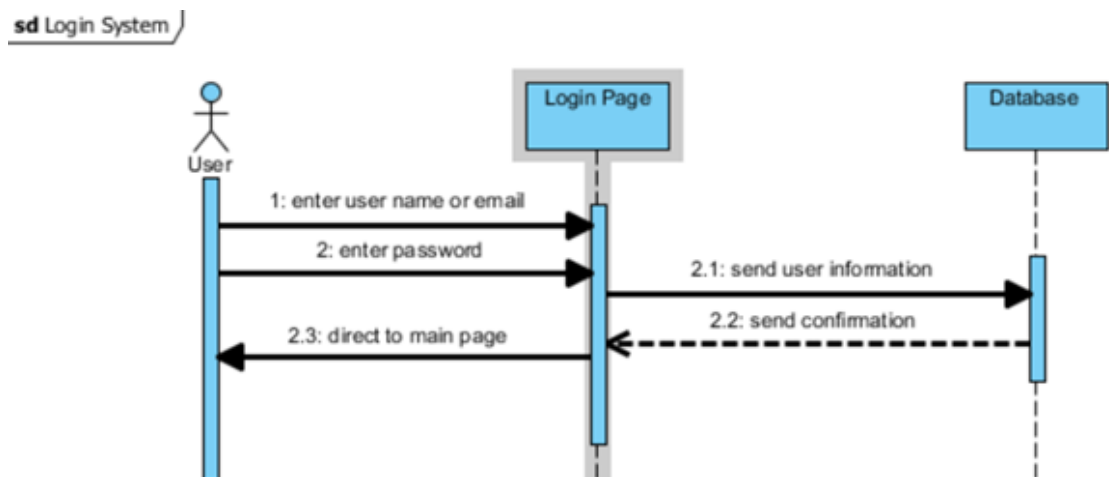 sd Login System
Login Page
Database
User
1: enter user name or email
2: enter password
2.1: send user information
2.2: send confirmation
2.3: direct to main page